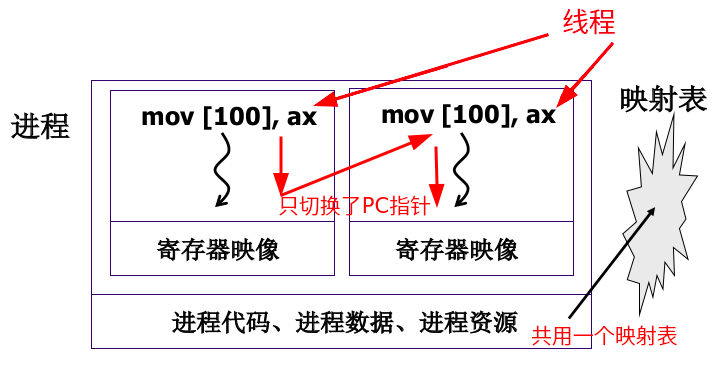 线程
映射表
进程
mov [100], ax
mov [100], ax
只切换了PC指针
寄存器映像
寄存器映像
进程代码、进程数据、进程资源
共用一个映射表